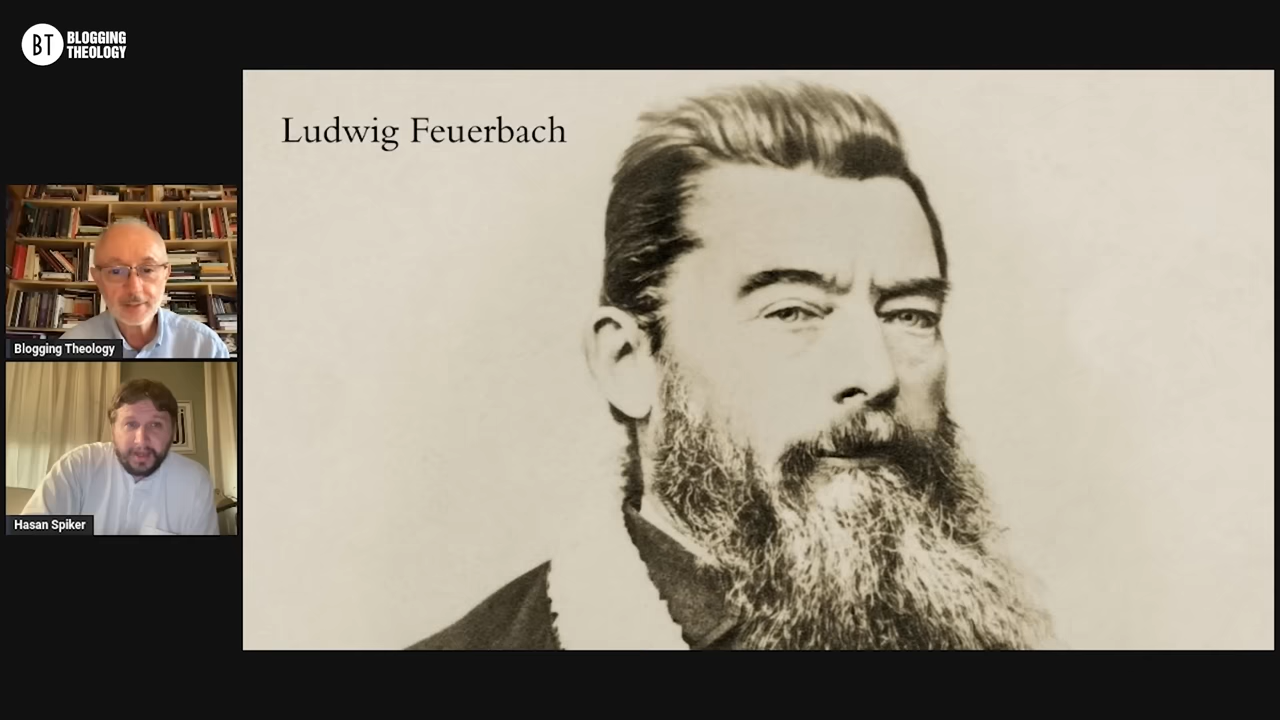 BT
BLOGGING
THEOLOGY
Ludwig Feuerbach
Blogging Theology
Hasan Spiker